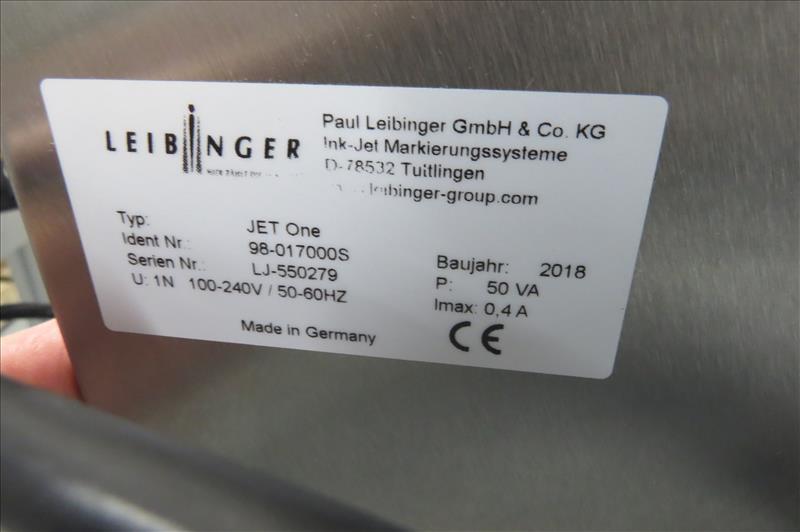 LEIBINGER
Paul Leibinger GmbH & Co. KG
Ink-Jet Markierungssysteme
D-78532 Tuttlingen
leibinger-group.com
Typ: JET One
Ident Nr.: 98-017000S
Serien Nr.: LJ-550279
U: 1N 100-240V / 50-60HZ
Baujahr: 2018
P: 50 VA
Imax: 0,4 A
Made in Germany
CE